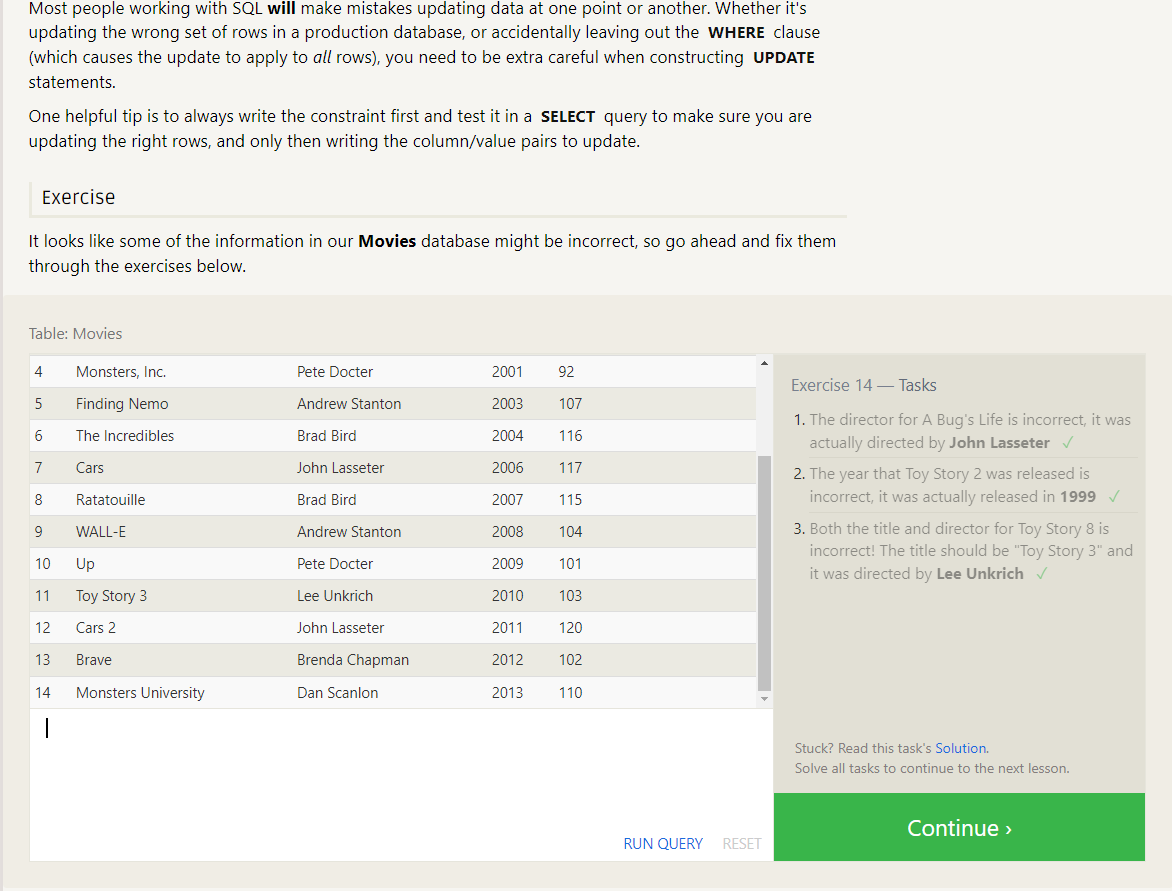 Most people working with SQL will make mistakes updating data at one point or another. Whether it's
updating the wrong set of rows in a production database, or accidentally leaving out the WHERE clause
(which causes the update to apply to all rows), you need to be extra careful when constructing UPDATE
statements.
One helpful tip is to always write the constraint first and test it in a SELECT query to make sure you are
updating the right rows, and only then writing the column/value pairs to update.
Exercise
It looks like some of the information in our Movies database might be incorrect, so go ahead and fix them
through the exercises below.
Table: Movies
4 Monsters, Inc. Pete Docter 2001 92
5 Finding Nemo Andrew Stanton 2003 107
6 The Incredibles Brad Bird 2004 116
7 Cars John Lasseter 2006 117
8 Ratatouille Brad Bird 2007 115
9 WALL-E Andrew Stanton 2008 104
10 Up Pete Docter 2009 101
11 Toy Story 3 Lee Unkrich 2010 103
12 Cars 2 John Lasseter 2011 120
13 Brave Brenda Chapman 2012 102
14 Monsters University Dan Scanlon 2013 110
RUN QUERY RESET
Exercise 14 — Tasks
1. The director for A Bug's Life is incorrect, it was
actually directed by John Lasseter ✓
2. The year that Toy Story 2 was released is
incorrect, it was actually released in 1999 ✓
3. Both the title and director for Toy Story 8 is
incorrect! The title should be "Toy Story 3" and
it was directed by Lee Unkrich ✓
Stuck? Read this task's Solution.
Solve all tasks to continue to the next lesson.
Continue ›